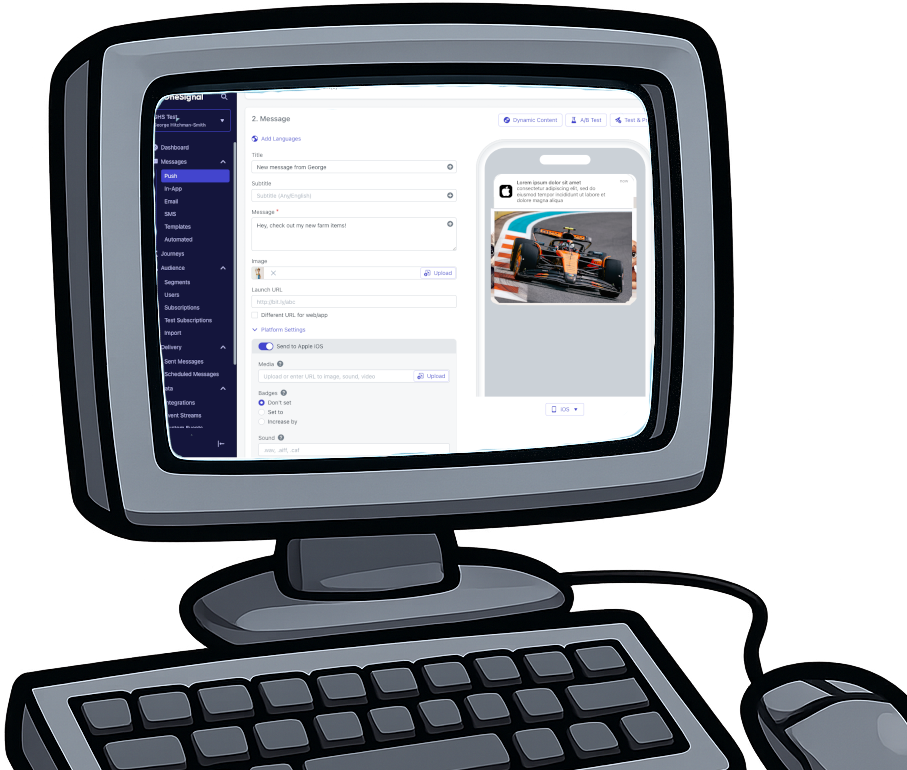 OneSignal
GHS Test
George Hitchman-Smith
Dashboard
Messages
Push
In-App
Email
SMS
Templates
Automated
Journeys
Audience
Segments
Users
Subscriptions
Test Subscriptions
Import
Delivery
Sent Messages
Scheduled Messages
ata
ntegrations
vent Streams
2. Message
Dynamic Content
A/B Test
Test & P
Add Languages
Title
New message from George
Subtitle
Subtitle (Any/English)
Message *
Hey, check out my new farm items!
Image
Upload
Launch URL
http://bit.ly/abc
Different URL for web/app
Platform Settings
Send to Apple iOS
Media
Upload or enter URL to image, sound, video
Upload
Badges
Don't set
Set to
Increase by
Sound
.wav, .aiff, .caf
Lorem ipsum dolor sit amet
consectetur adipiscing elit, sed do
eiusmod tempor incididunt ut labore et
dolore magna aliqua
iOS